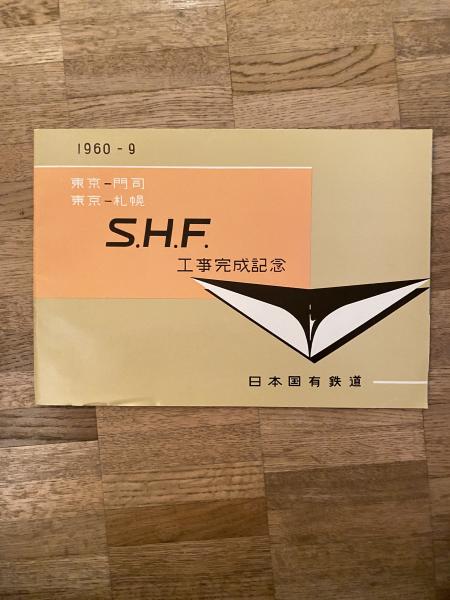 1960-9
東京-門司
東京-札幌
S.H.F.
工事完成記念
日本国有鉄道